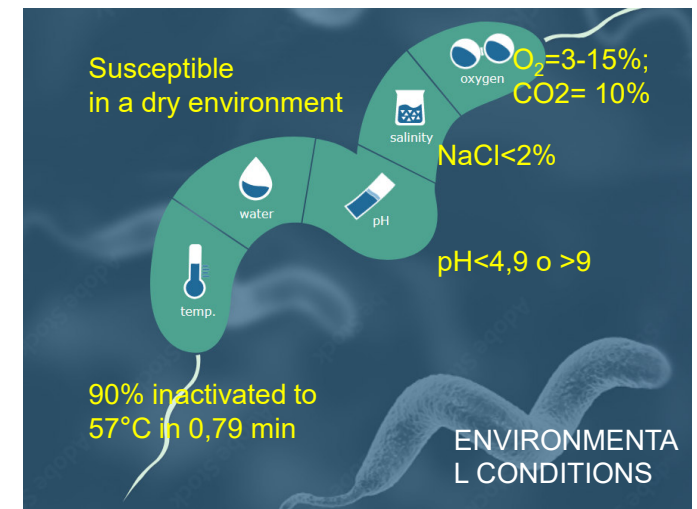 Susceptible
in a dry environment
O₂=3-15%;
CO2= 10%
oxygen
salinity
NaCl<2%
water
pH
pH<4,9 o >9
temp.
90% inactivated to
57°C in 0,79 min
ENVIRONMENTA
L CONDITIONS